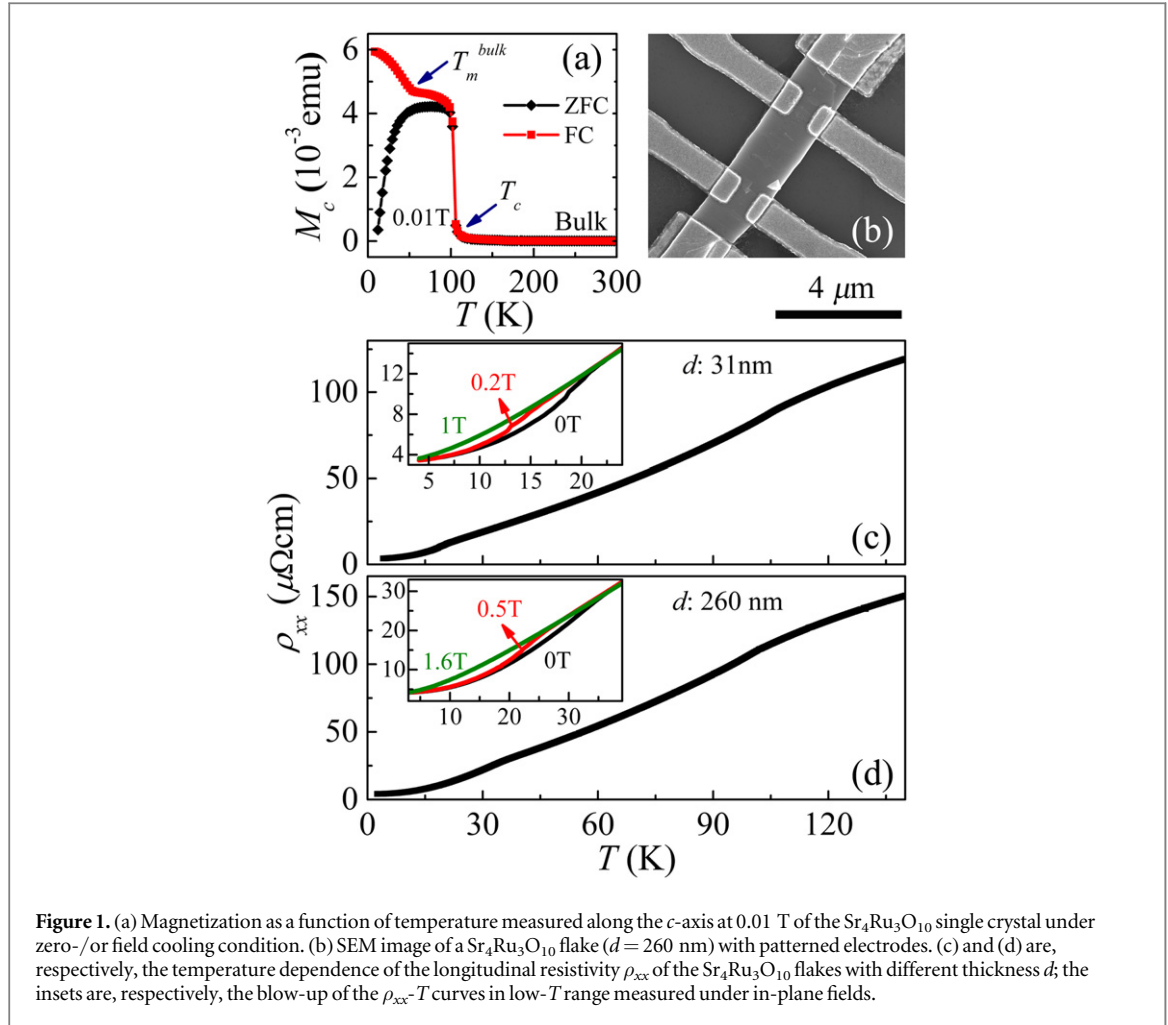 (a)
T_m^bulk
ZFC
FC
T_c
0.01T
Bulk
M_c (10⁻³ emu)
6
4
2
0
0 100 200 300
T (K)
(b)
4 μm
d: 31nm
0.2T
1T
0T
12
8
4
5 10 15 20
100
50
0
(c)
ρ_xx (μΩcm)
d: 260 nm
0.5T
1.6T
0T
30
20
10
10 20 30
150
100
50
0
(d)
0 30 60 90 120
T (K)
Figure 1. (a) Magnetization as a function of temperature measured along the c-axis at 0.01 T of the Sr₄Ru₃O₁₀ single crystal under
zero-/or field cooling condition. (b) SEM image of a Sr₄Ru₃O₁₀ flake (d = 260 nm) with patterned electrodes. (c) and (d) are,
respectively, the temperature dependence of the longitudinal resistivity ρ_xx of the Sr₄Ru₃O₁₀ flakes with different thickness d; the
insets are, respectively, the blow-up of the ρ_xx-T curves in low-T range measured under in-plane fields.